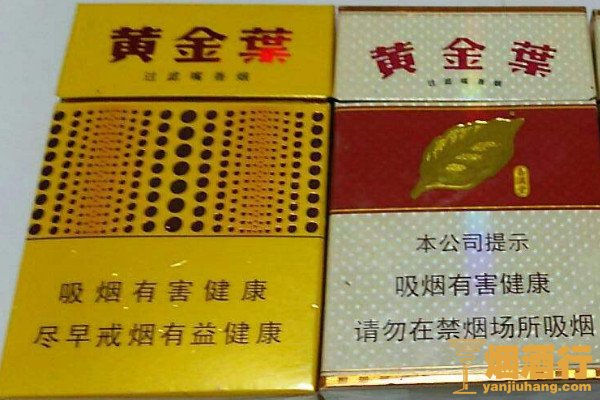 黄金葉
过滤嘴香烟
吸烟有害健康
尽早戒烟有益健康
黄金葉
过滤嘴香烟
本公司提示
吸烟有害健康
请勿在禁烟场所吸烟
烟酒行
yanjiuhang.com